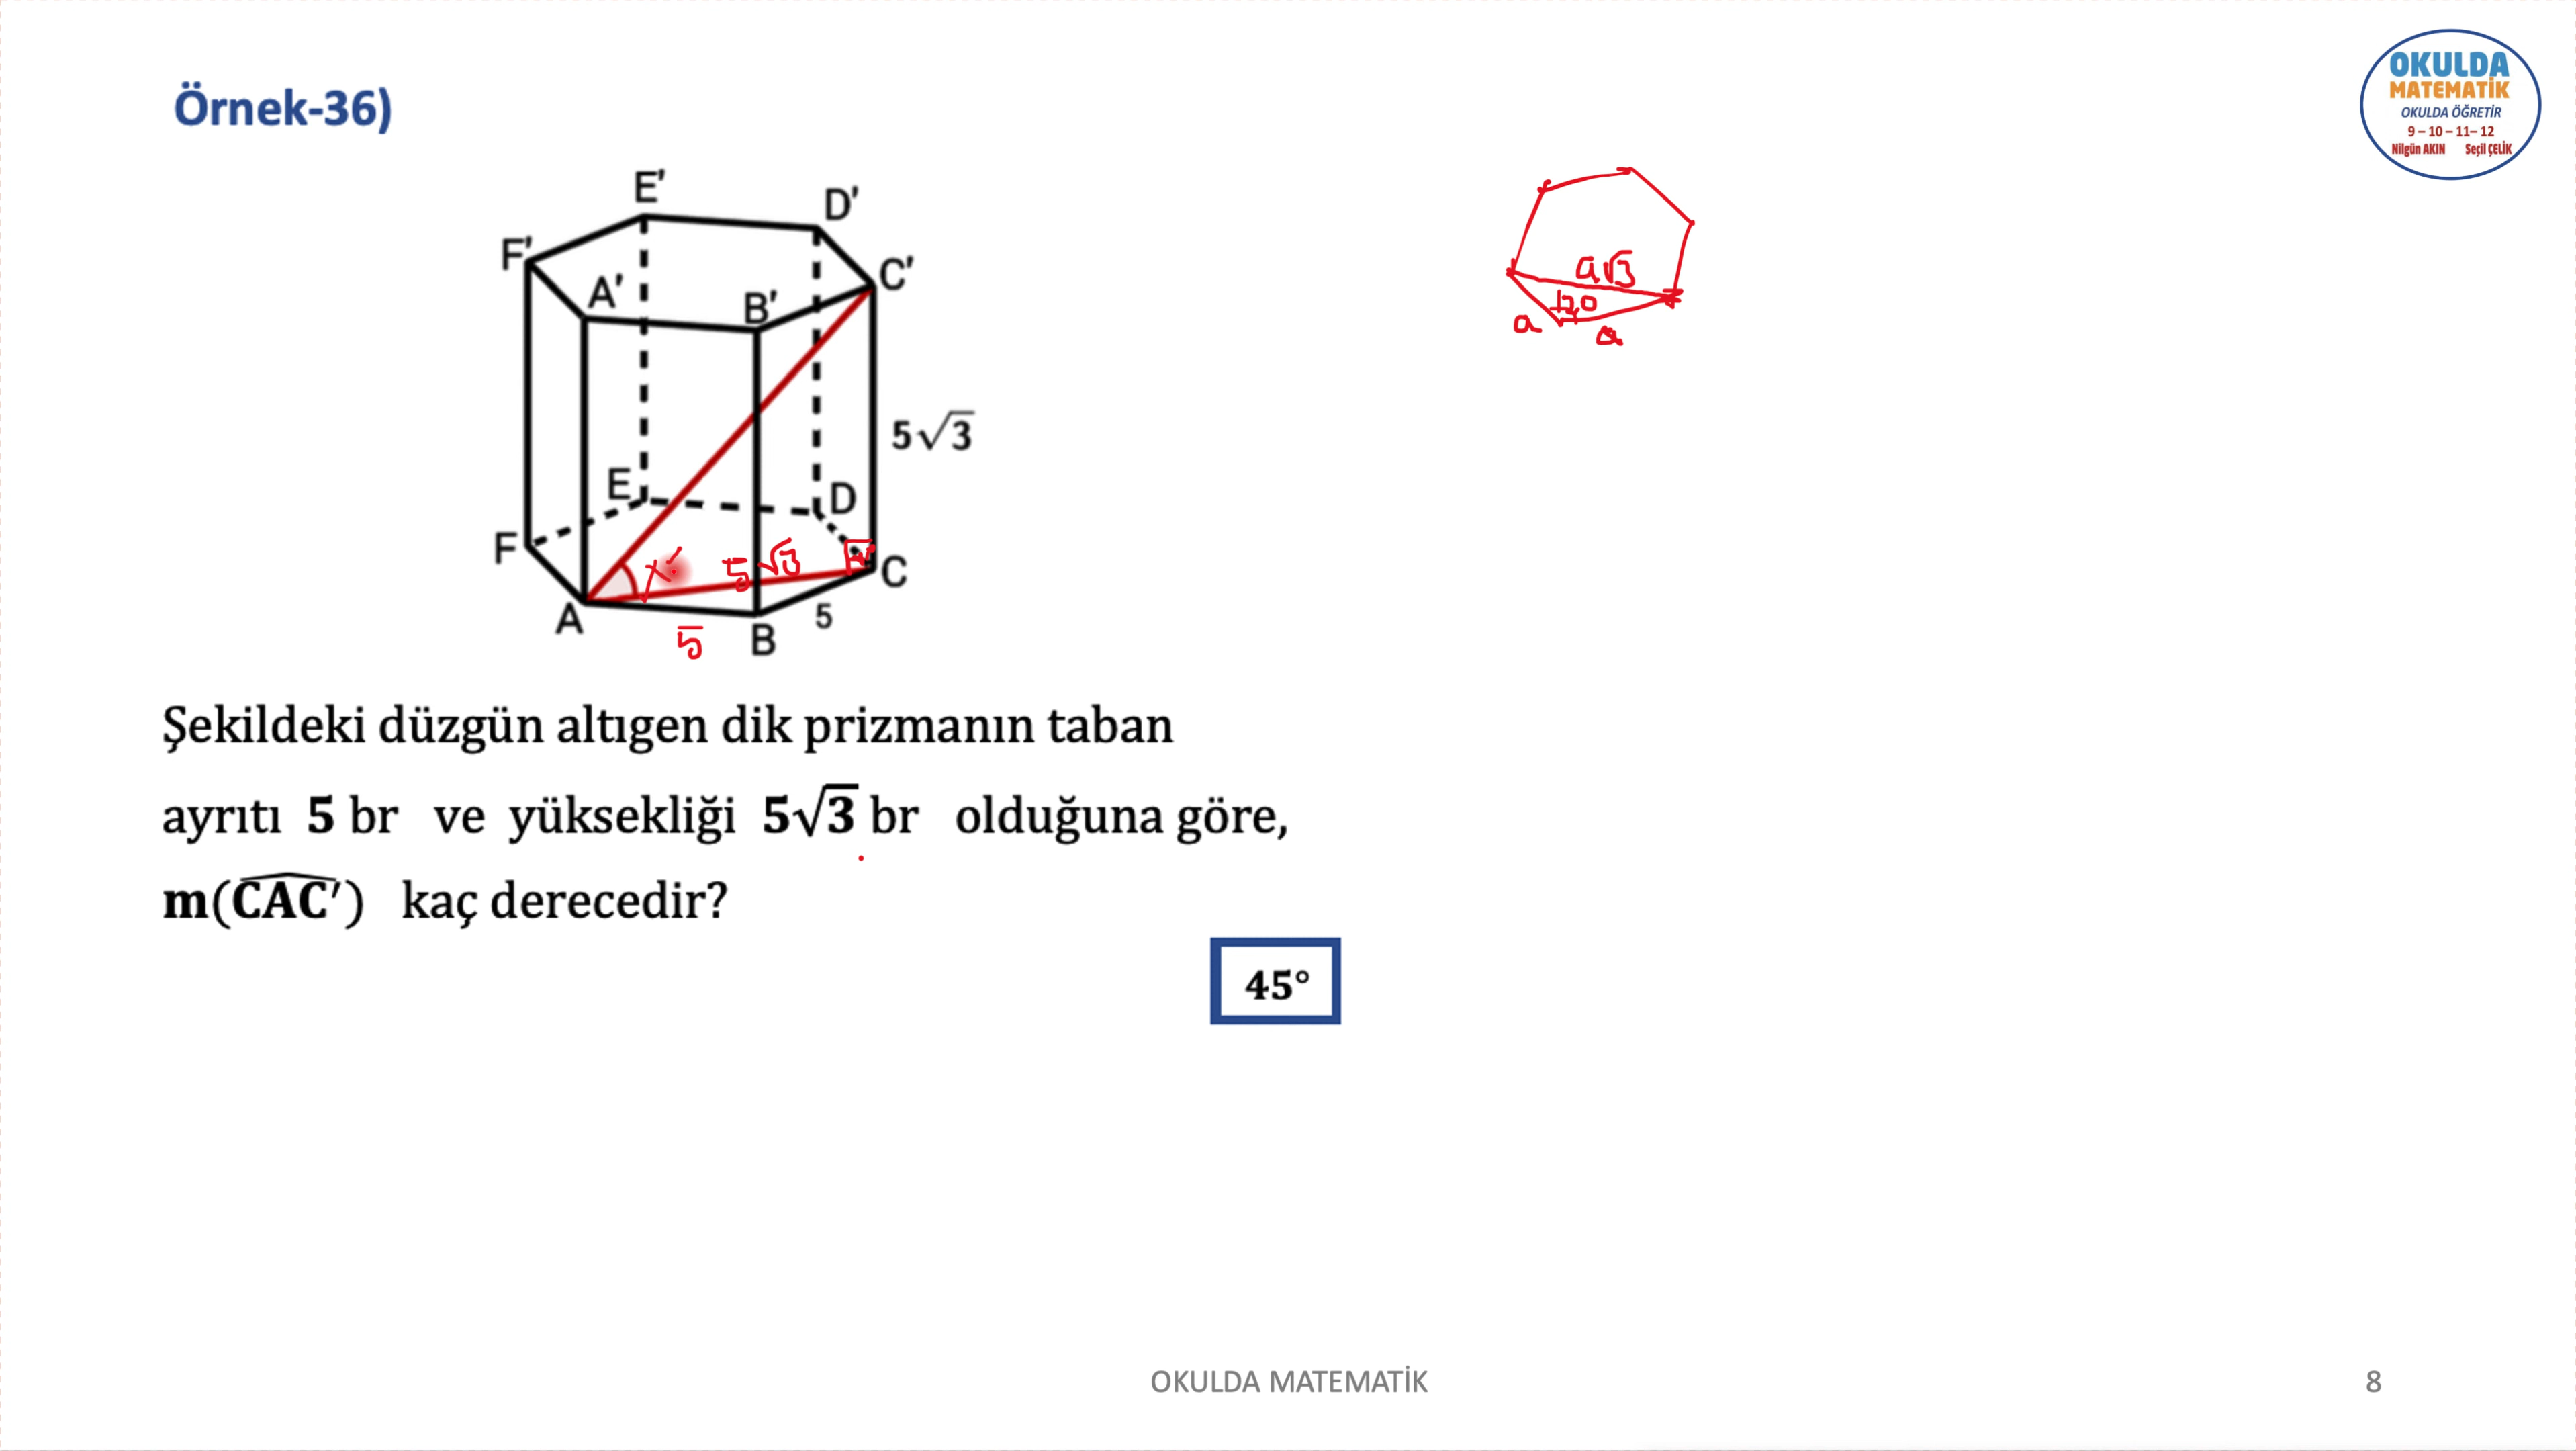 Örnek-36)
OKULDA
MATEMATİK
OKULDA ÖĞRETİR
9 – 10 – 11– 12
Nilgün AKIN Seçil ÇELİK
E'
D'
F'
C'
A'
B'
a√3
120
a
a
5√3
E
D
F
x
5√3
C
A
5
B
5
Şekildeki düzgün altıgen dik prizmanın taban
ayrıtı 5 br ve yüksekliği 5√3 br olduğuna göre,
m(CAC') kaç derecedir?
45°
OKULDA MATEMATİK
8